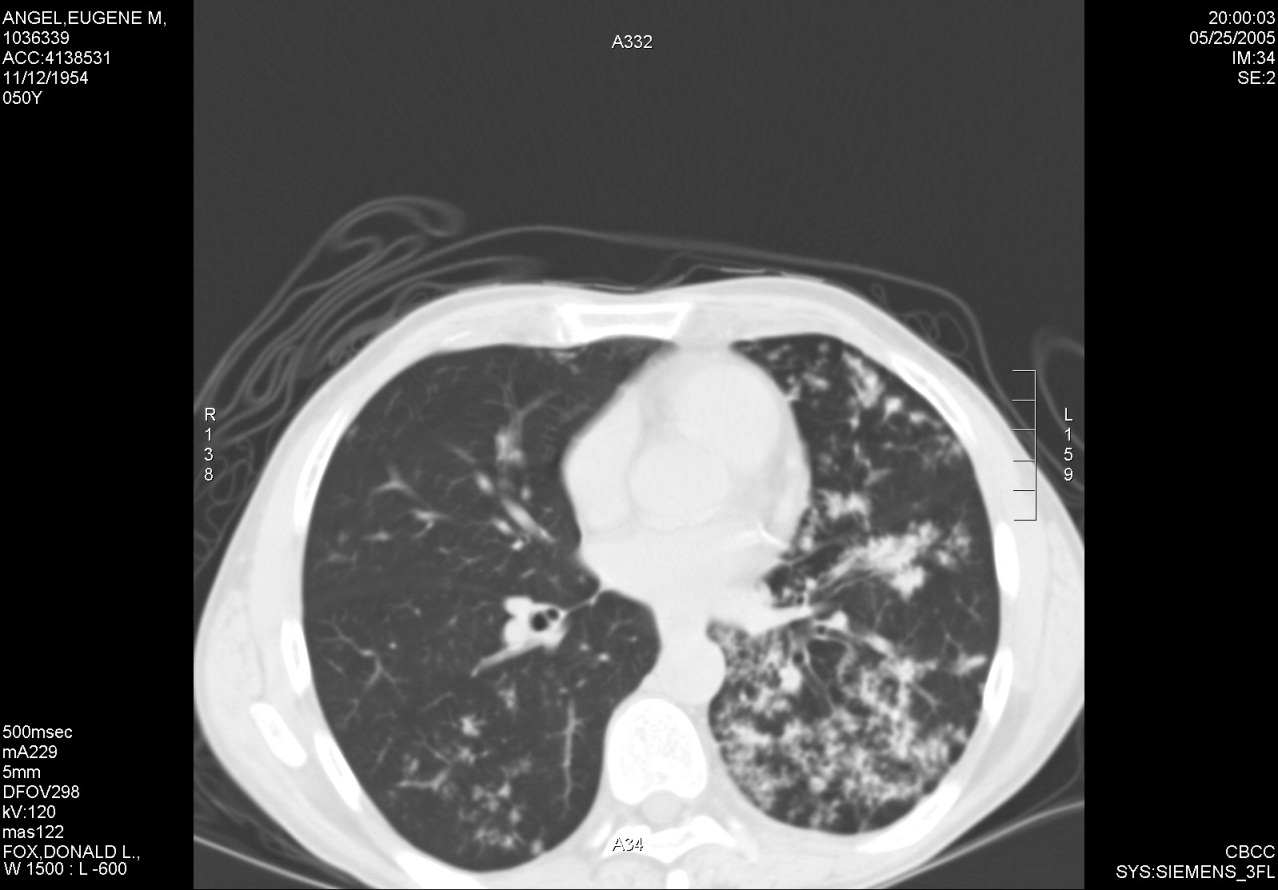 ANGEL,EUGENE M,
1036339
ACC:4138531
11/12/1954
050Y
A332
20:00:03
05/25/2005
IM:34
SE:2
R
1
3
8
L
1
5
9
500msec
mA229
5mm
DFOV298
kV:120
mas122
FOX,DONALD L.,
W 1500 : L -600
A34
CBCC
SYS:SIEMENS_3FL